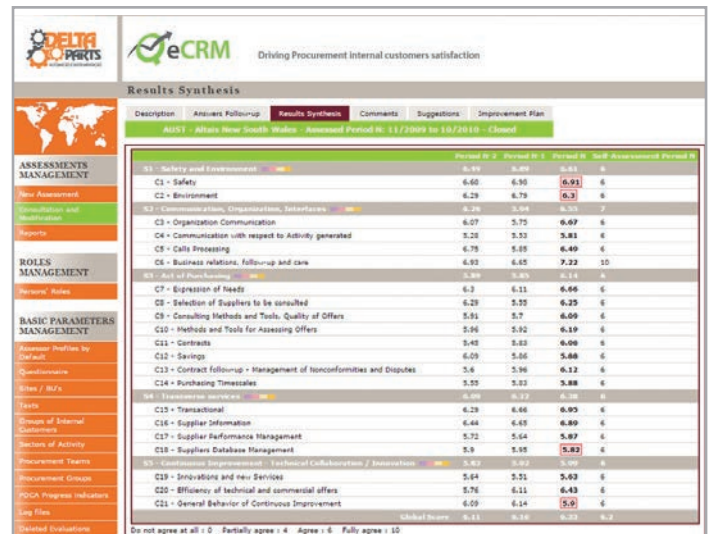 DELTA
PARTS
eCRM
Driving Procurement internal customers satisfaction
Results Synthesis
Description Answers Follow-up Results Synthesis Comments Suggestions Improvement Plan
AUST - Altain New South Wales - Assessed Period N: 11/2009 to 10/2010 - Closed
ASSESSMENTS
MANAGEMENT
New Assessment
Consultation and
Modification
Reports
ROLES
MANAGEMENT
Persons' Roles
BASIC PARAMETERS
MANAGEMENT
Assessor Profiles by
Default
Questionnaire
Sites / BU's
Texts
Groups of Internal
Customers
Sectors of Activity
Procurement Teams
Procurement Groups
PDCA Progress Indicators
Log files
Deleted Evaluations
Period N-2 Period N-1 Period N Self-Assessment Period N
S1 - Safety and Environment
C1 - Safety 6.60 6.98 6.91 6
C2 - Environment 6.29 6.79 6.3 6
S2 - Communication, Organization, Interfaces
C3 - Organization Communication 6.07 5.75 6.67 6
C4 - Communication with respect to Activity generated 5.28 5.53 5.81 6
C5 - Calls Processing 6.75 5.85 6.49 6
C6 - Business relations, follow-up and care 6.93 6.65 7.22 10
S3 - Act of Purchasing
C7 - Expression of Needs 6.3 6.11 6.66 6
C8 - Selection of Suppliers to be consulted 6.29 5.55 6.25 6
C9 - Consulting Methods and Tools, Quality of Offers 5.91 5.7 6.09 6
C10 - Methods and Tools for Assessing Offers 5.96 5.92 6.19 6
C11 - Contracts 5.45 5.83 6.06 6
C12 - Savings 6.09 5.86 5.88 6
C13 - Contract follow-up - Management of Nonconformities and Disputes 5.6 5.96 6.12 6
C14 - Purchasing Timescales 5.55 5.83 5.88 6
S4 - Transverse services
C15 - Transactional 6.29 6.66 6.95 6
C16 - Supplier Information 6.44 6.65 6.89 6
C17 - Supplier Performance Management 5.72 5.64 5.87 6
C18 - Suppliers Database Management 5.9 5.95 5.82 6
S5 - Continuous Improvement - Technical Collaboration / Innovation
C19 - Innovations and new Services 5.64 5.51 5.63 6
C20 - Efficiency of technical and commercial offers 5.76 6.11 6.43 6
C21 - General Behavior of Continuous Improvement 6.09 6.14 5.9 6
Global Score
Do not agree at all : 0 Partially agree : 4 Agree : 6 Fully agree : 10